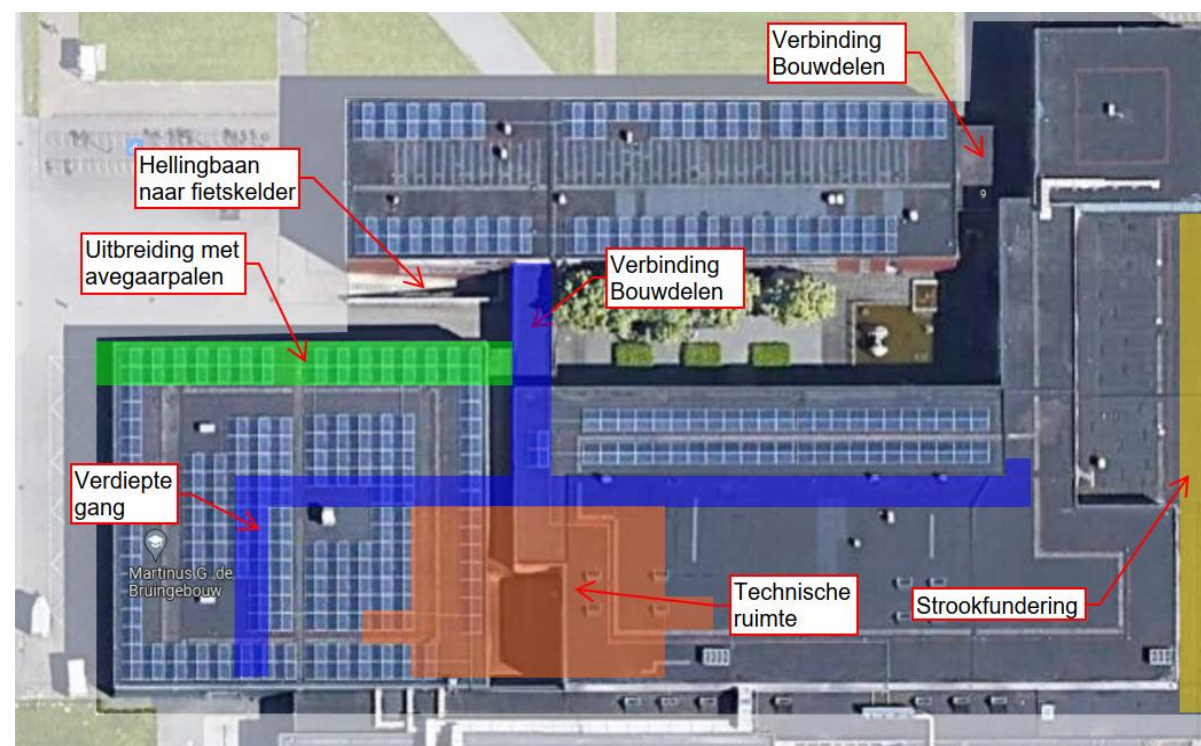 Verbinding
Bouwdelen
Hellingbaan
naar fietskelder
9
Uitbreiding met
avegaarpalen
Verbinding
Bouwdelen
Verdiepte
gang
Martinus G. de
Bruingebouw
Technische
ruimte
Strookfundering